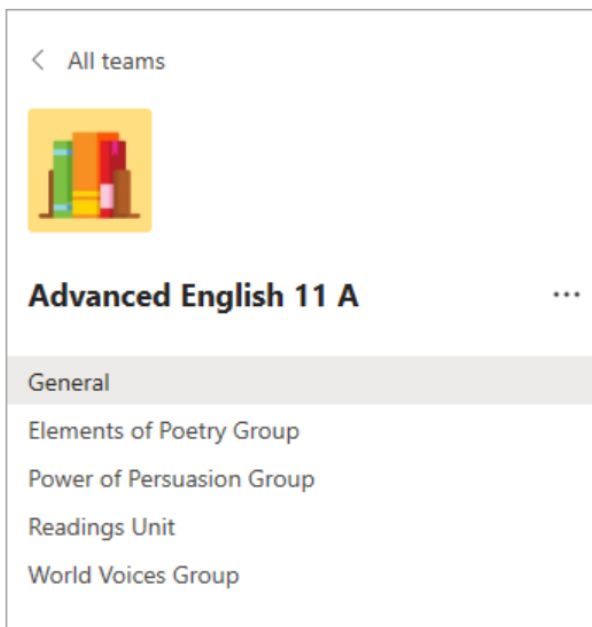 All teams
Advanced English 11 A
General
Elements of Poetry Group
Power of Persuasion Group
Readings Unit
World Voices Group